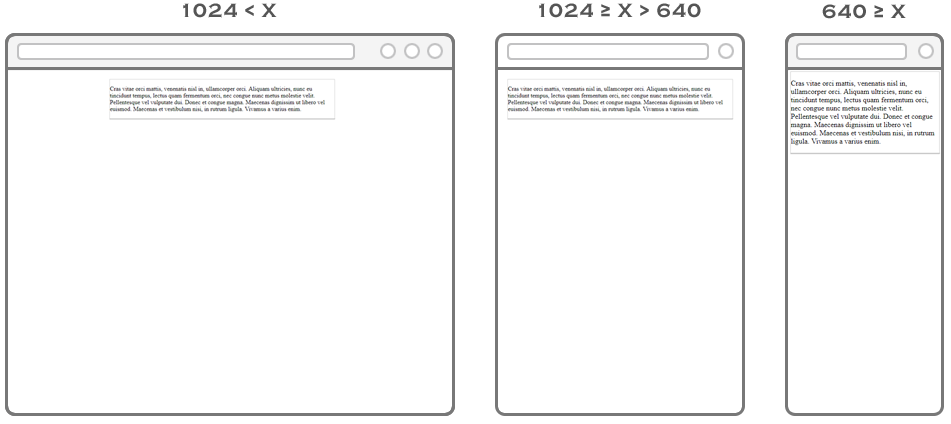 1024 < X
Cras vitae orci mattis, venenatis nisl in, ullamcorper orci. Aliquam ultricies, nunc eu
tincidunt tempus, lectus quam fermentum orci, nec congue nunc metus molestie velit.
Pellentesque vel vulputate dui. Donec et congue magna. Maecenas dignissim ut libero vel
euismod. Maecenas et vestibulum nisi, in rutrum ligula. Vivamus a varius enim.
1024 ≥ X > 640
Cras vitae orci mattis, venenatis nisl in, ullamcorper orci. Aliquam ultricies, nunc eu
tincidunt tempus, lectus quam fermentum orci, nec congue nunc metus molestie velit.
Pellentesque vel vulputate dui. Donec et congue magna. Maecenas dignissim ut libero vel
euismod. Maecenas et vestibulum nisi, in rutrum ligula. Vivamus a varius enim.
640 ≥ X
Cras vitae orci mattis, venenatis nisl in,
ullamcorper orci. Aliquam ultricies, nunc eu
tincidunt tempus, lectus quam fermentum orci,
nec congue nunc metus molestie velit.
Pellentesque vel vulputate dui. Donec et congue
magna. Maecenas dignissim ut libero vel
euismod. Maecenas et vestibulum nisi, in rutrum
ligula. Vivamus a varius enim.